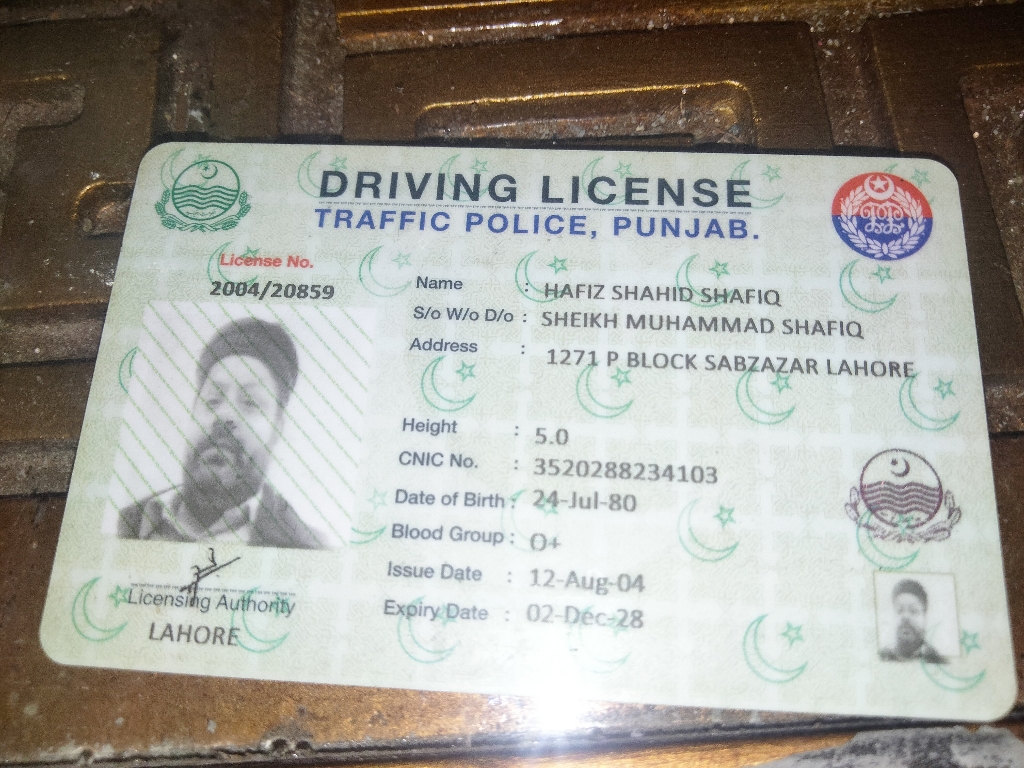 DRIVING LICENSE
TRAFFIC POLICE, PUNJAB.
License No.
2004/20859
Name : HAFIZ SHAHID SHAFIQ
S/o W/o D/o : SHEIKH MUHAMMAD SHAFIQ
Address : 1271 P BLOCK SABZAZAR LAHORE
Height : 5.0
CNIC No. : 3520288234103
Date of Birth : 24-Jul-80
Blood Group : O+
Issue Date : 12-Aug-04
Expiry Date : 02-Dec-28
Licensing Authority
LAHORE